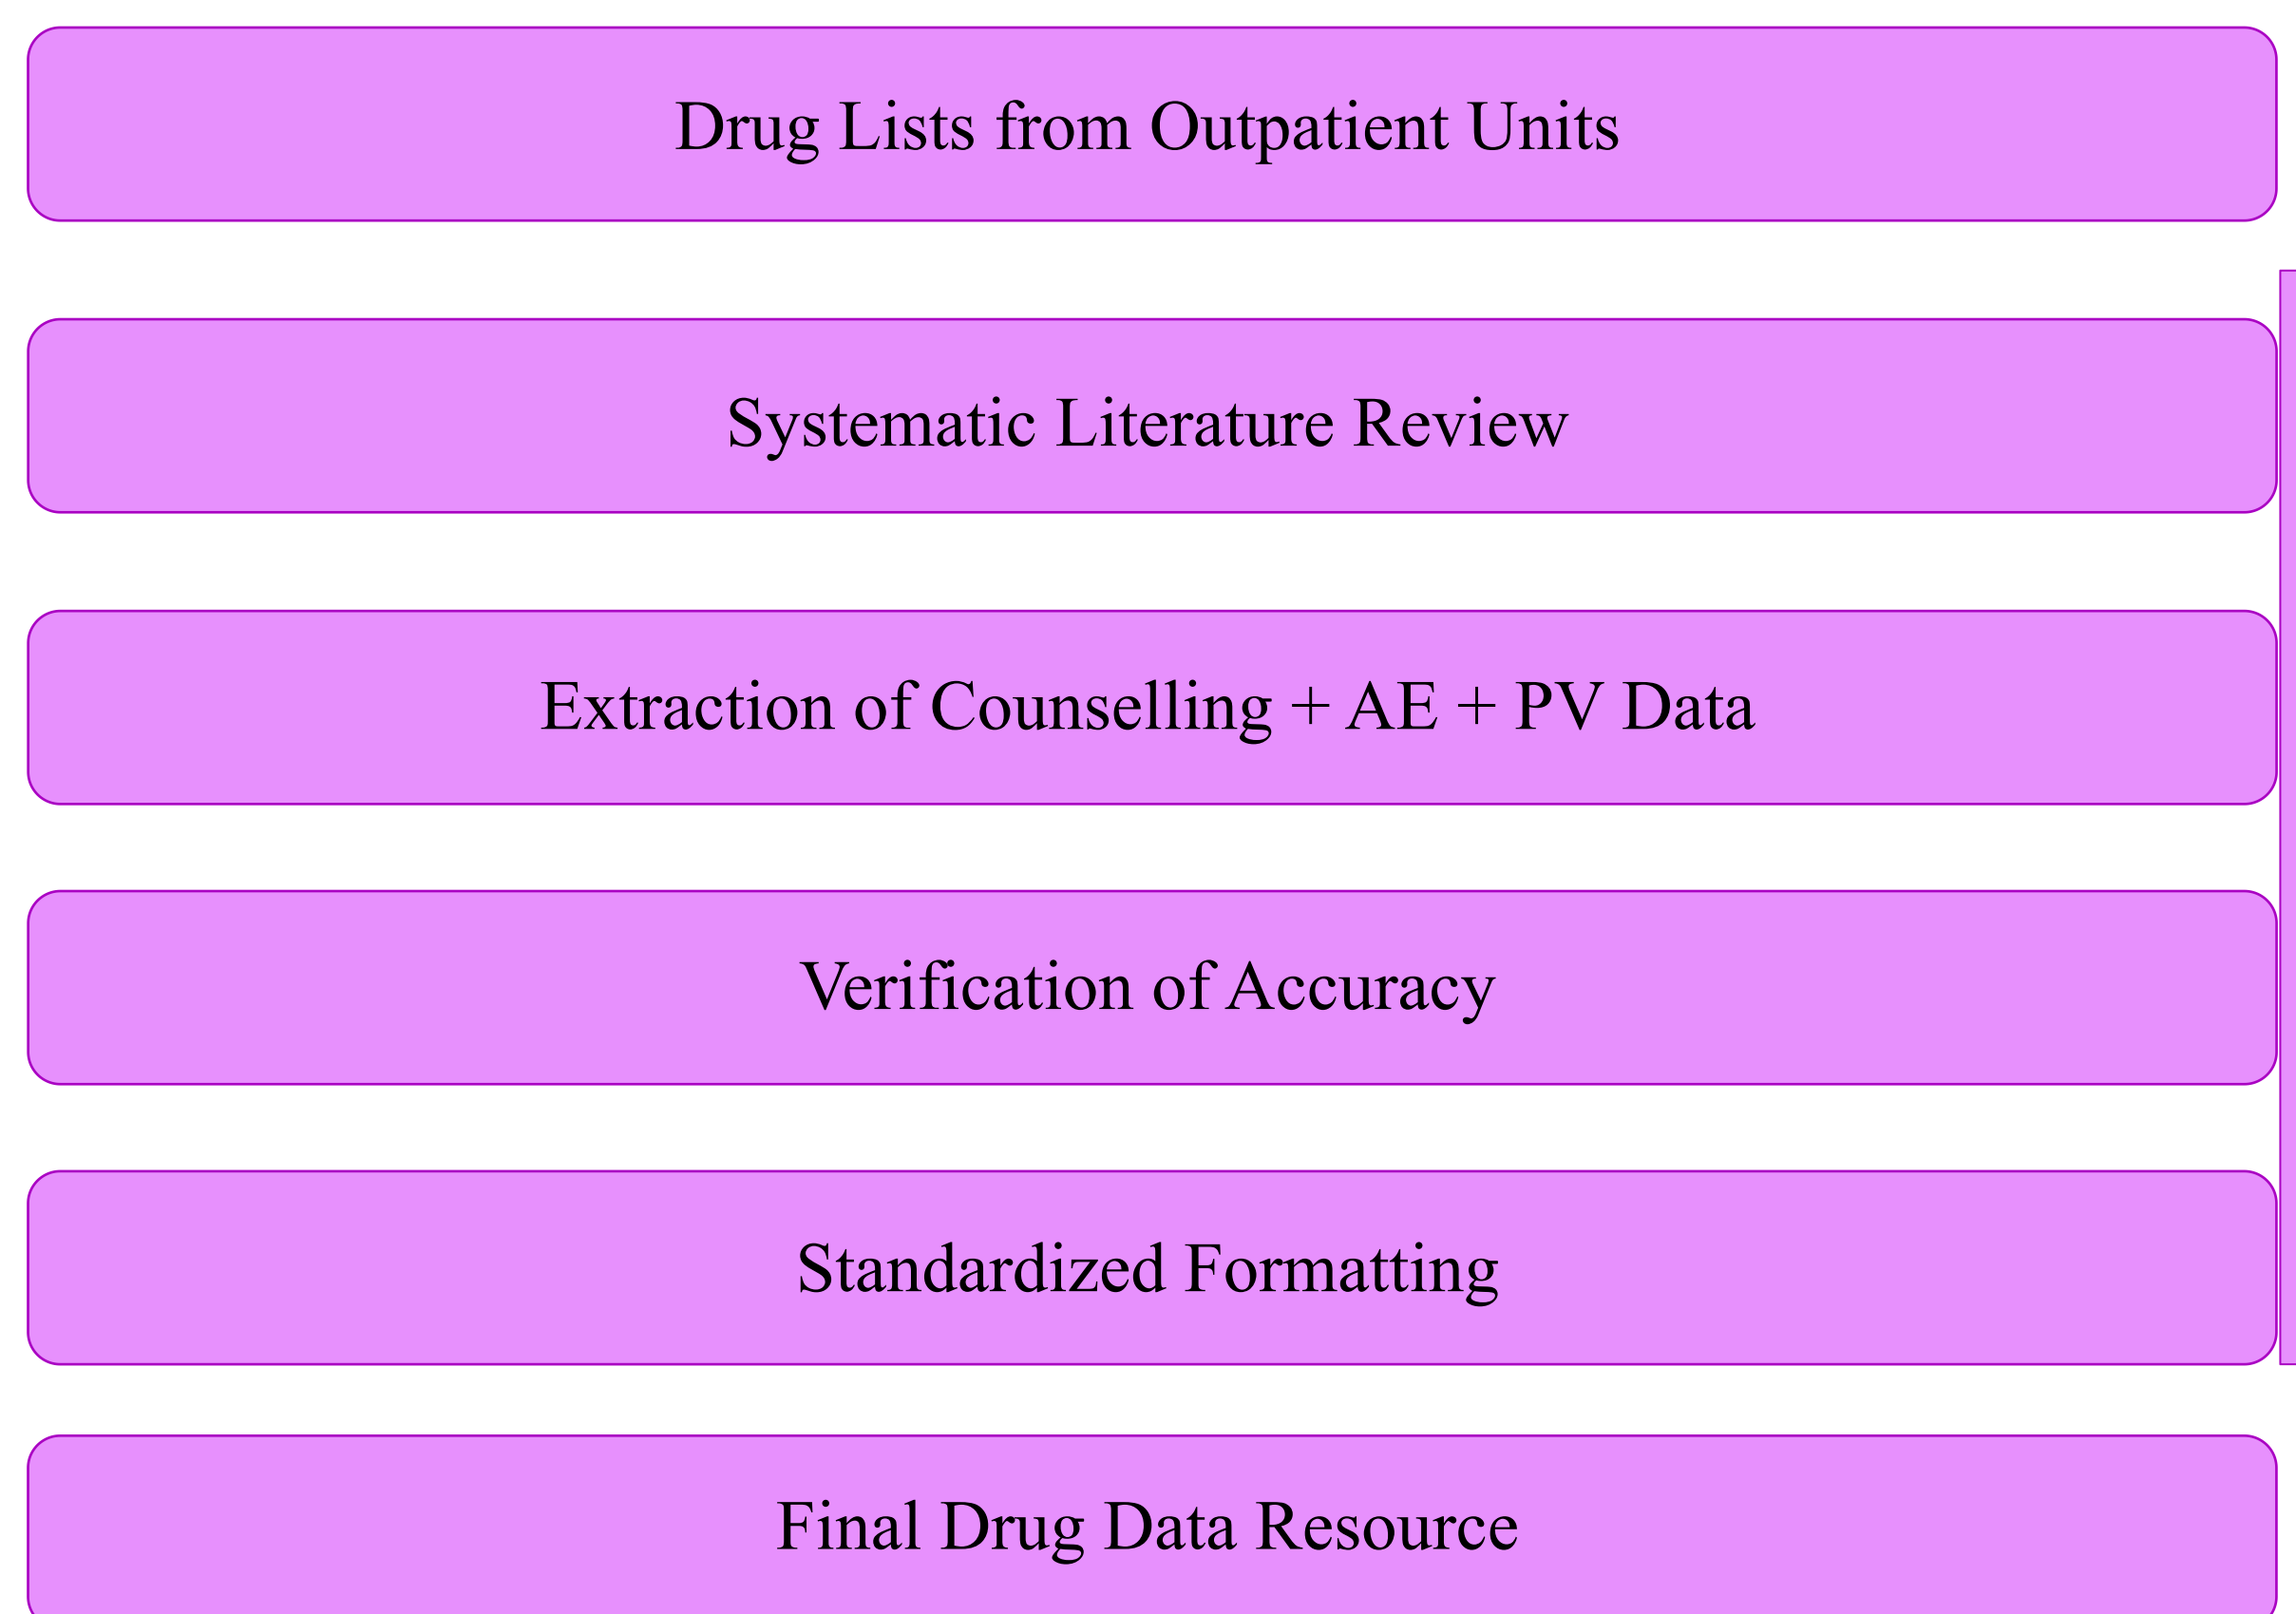 Drug Lists from Outpatient Units
Systematic Literature Review
Extraction of Counselling + AE + PV Data
Verification of Accuracy
Standardized Formatting
Final Drug Data Resource